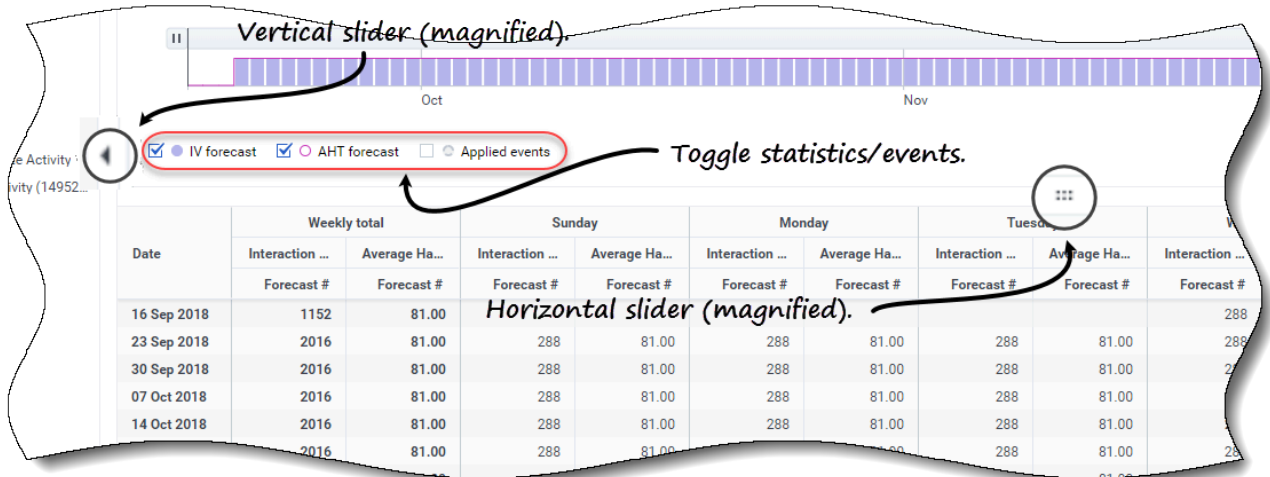 Vertical slider (magnified).
Oct Nov
e Activity
IV forecast AHT forecast Applied events
Toggle statistics/events.
ivity (14952...
Weekly total Sunday Monday Tuesday W
Date Interaction ... Average Ha... Interaction ... Average Ha... Interaction ... Average Ha... Interaction ... Average Ha... Interaction ...
Forecast # Forecast # Forecast # Forecast # Forecast # Forecast # Forecast # Forecast # Forecast #
Horizontal slider (magnified).
16 Sep 2018 1152 81.00 288
23 Sep 2018 2016 81.00 288 81.00 288 81.00 288 81.00 288
30 Sep 2018 2016 81.00 288 81.00 288 81.00 288 81.00
07 Oct 2018 2016 81.00 288 81.00 288 81.00 288 81.00
14 Oct 2018 2016 81.00 288 81.00 288 81.00 288 81.00
2016 81.00 288 81.00 288 81.00 28